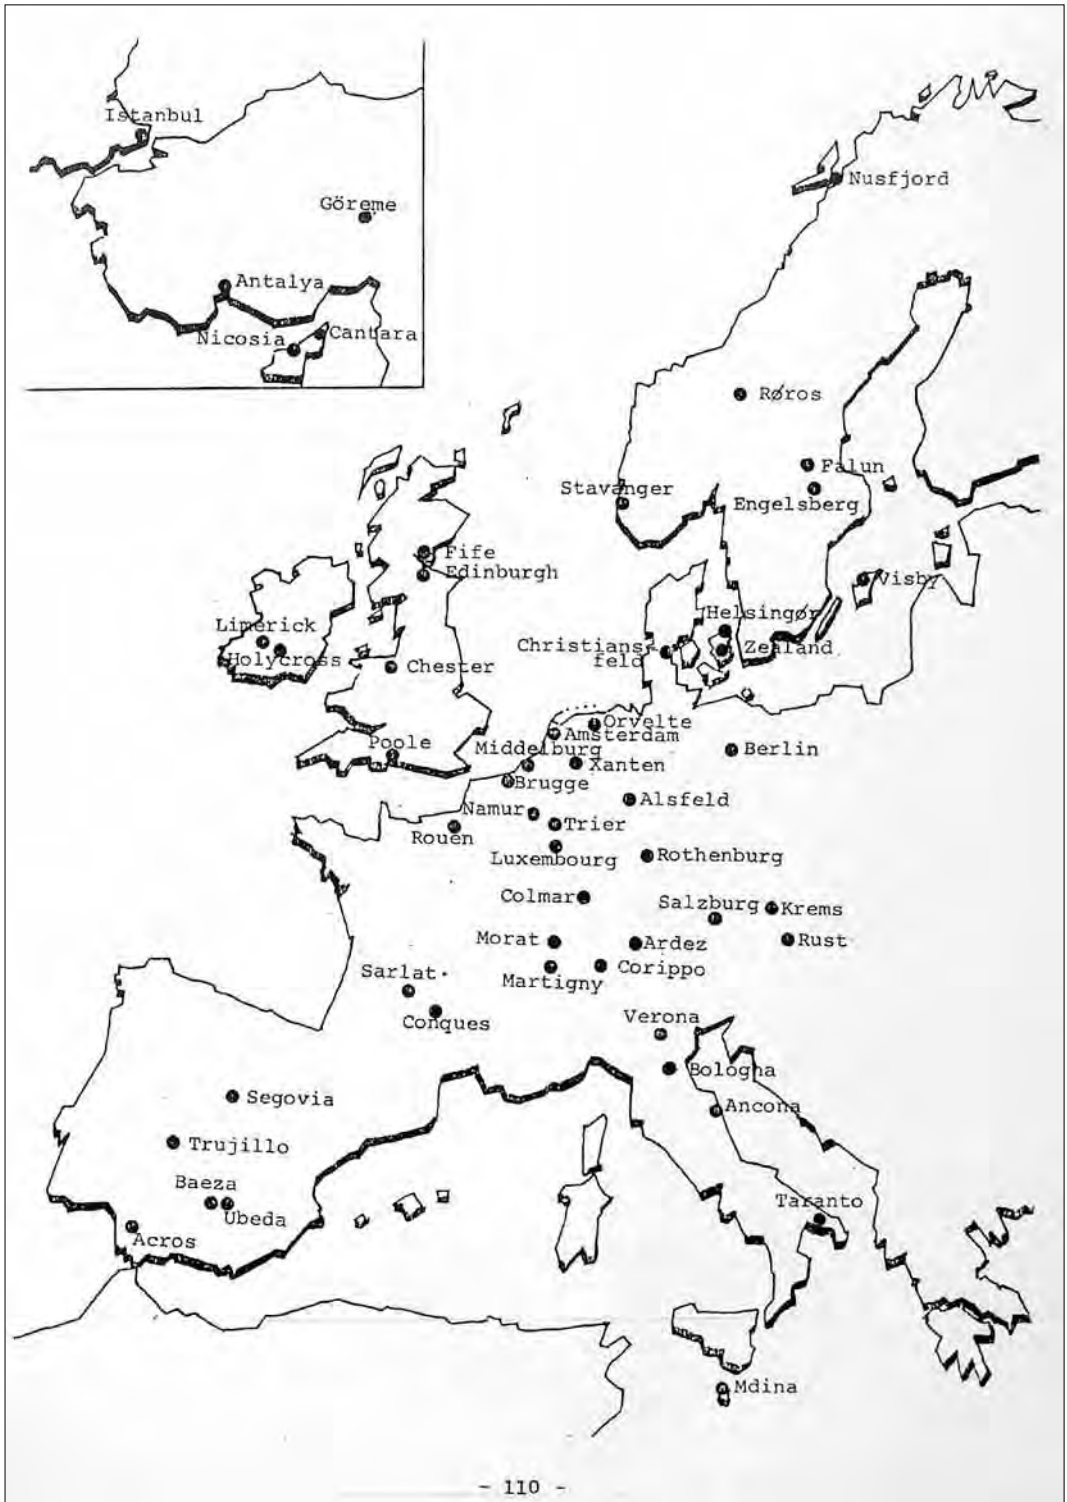 Istanbul
Göreme
Antalya
Nicosia
Cantara
Nusfjord
Røros
Falun
Stavanger
Engelsberg
Fife
Edinburgh
Visby
Helsingør
Limerick
Christians-
feld
Zealand
Holycross
Chester
Orvelte
Amsterdam
Poole
Middelburg
Berlin
Xanten
Brugge
Alsfeld
Namur
Trier
Rouen
Luxembourg
Rothenburg
Colmar
Salzburg
Krems
Morat
Ardez
Rust
Sarlat
Martigny
Corippo
Conques
Verona
Bologna
Segovia
Ancona
Trujillo
Baeza
Ubeda
Taranto
Acros
Mdina
- 110 -